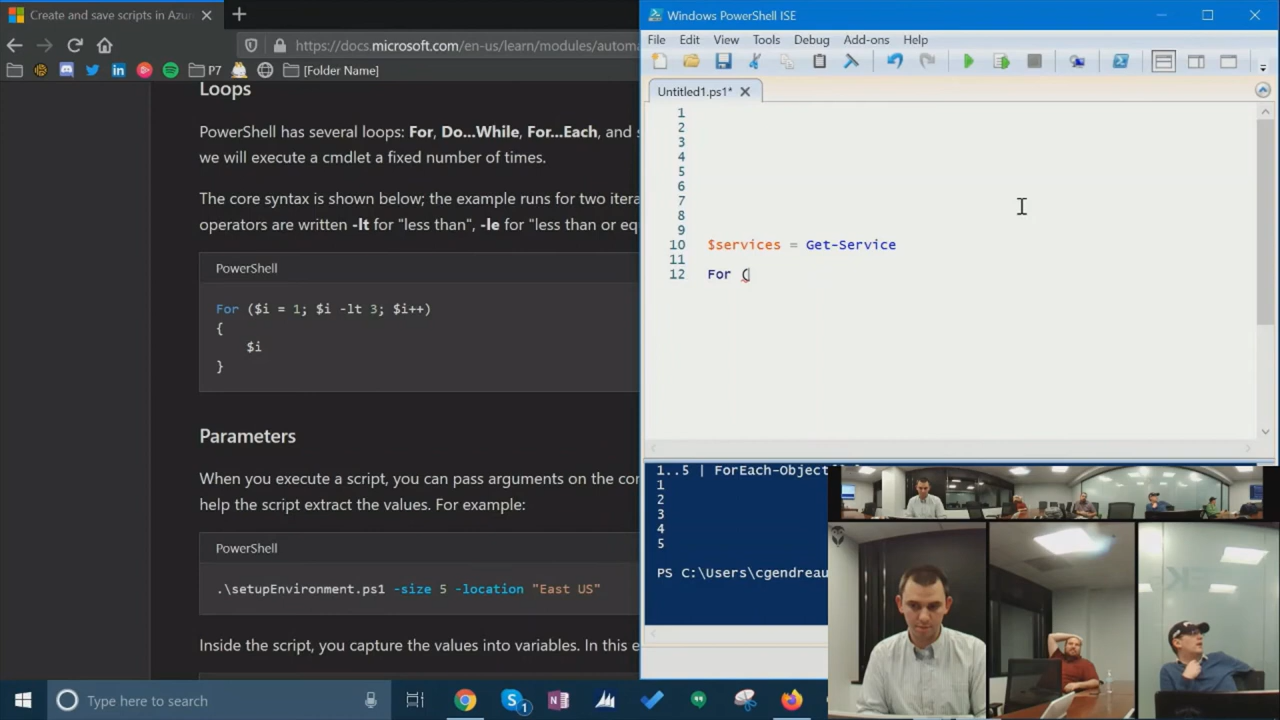 Create and save scripts in Azur
https://docs.microsoft.com/en-us/learn/modules/automa
P7
[Folder Name]
Loops
PowerShell has several loops: For, Do...While, For...Each, and s
we will execute a cmdlet a fixed number of times.
The core syntax is shown below; the example runs for two itera
operators are written -lt for "less than", -le for "less than or eq
PowerShell
For ($i = 1; $i -lt 3; $i++)
{
$i
}
Parameters
When you execute a script, you can pass arguments on the con
help the script extract the values. For example:
PowerShell
.\setupEnvironment.ps1 -size 5 -location "East US"
Inside the script, you capture the values into variables. In this e
Windows PowerShell ISE
File Edit View Tools Debug Add-ons Help
Untitled1.ps1*
1
2
3
4
5
6
7
8
9
10 $services = Get-Service
11
12 For (
1..5 | ForEach-Object
1
2
3
4
5
PS C:\Users\cgendreau
Type here to search
1